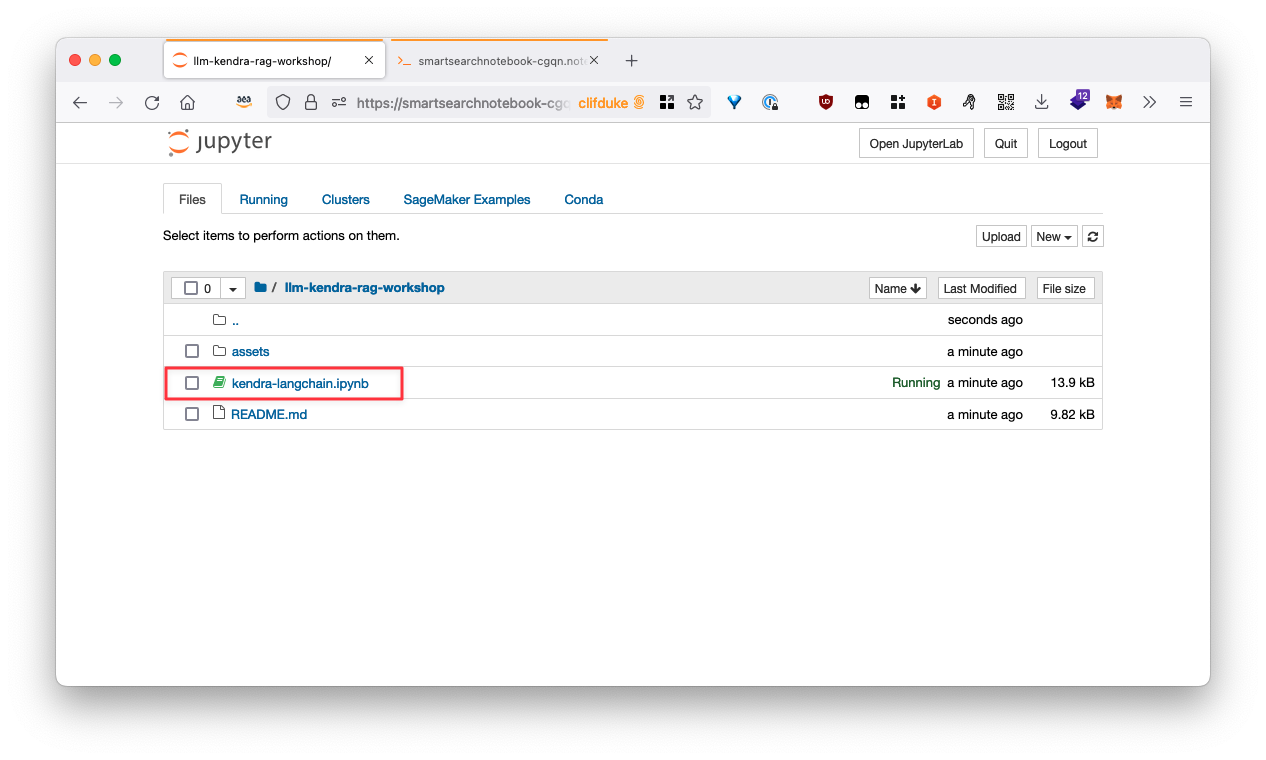 llm-kendra-rag-workshop/
smartsearchnotebook-cgqn.note
https://smartsearchnotebook-cgq clifduke
12
jupyter
Open JupyterLab Quit Logout
Files Running Clusters SageMaker Examples Conda
Select items to perform actions on them.
Upload New
0 / llm-kendra-rag-workshop Name Last Modified File size
.. seconds ago
assets a minute ago
kendra-langchain.ipynb Running a minute ago 13.9 kB
README.md a minute ago 9.82 kB